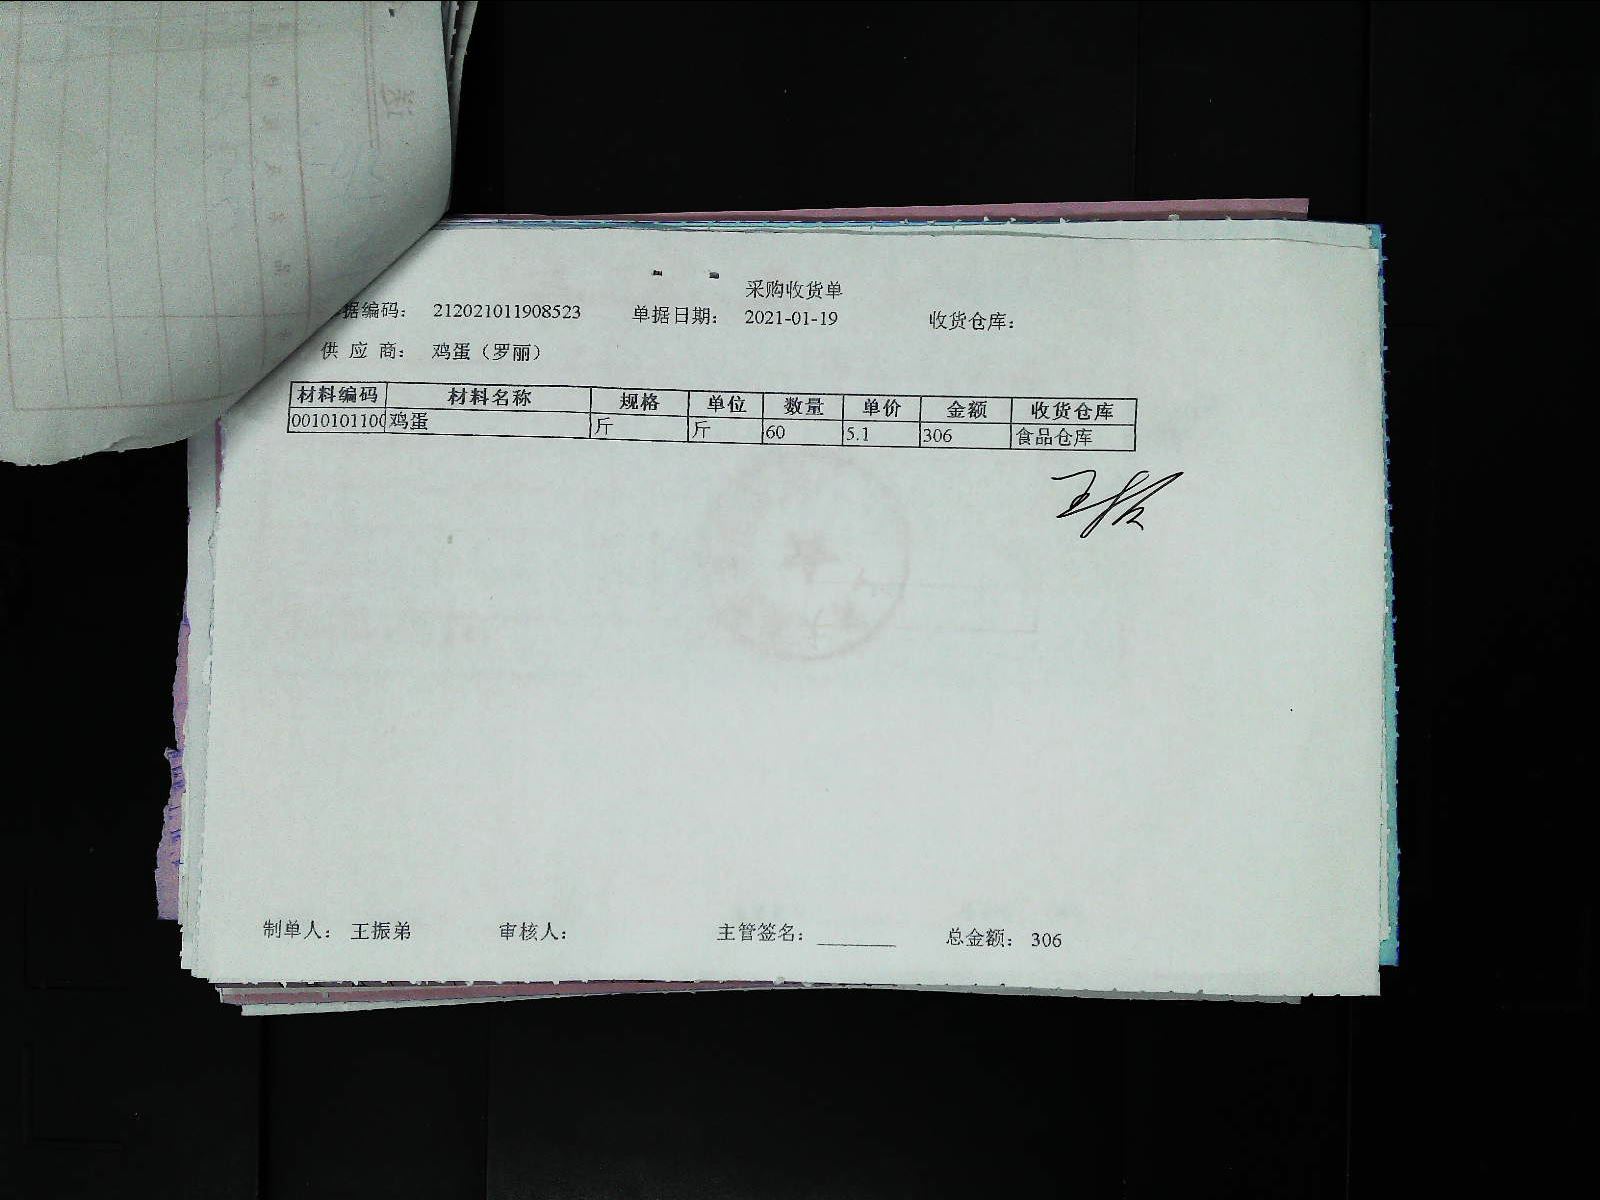 采购收货单
据编码： 212021011908523 单据日期： 2021-01-19 收货仓库：
供 应 商： 鸡蛋（罗丽）
材料编码 材料名称 规格 单位 数量 单价 金额 收货仓库
0010101100 鸡蛋 斤 斤 60 5.1 306 食品仓库
制单人： 王振弟 审核人： 主管签名： 总金额： 306